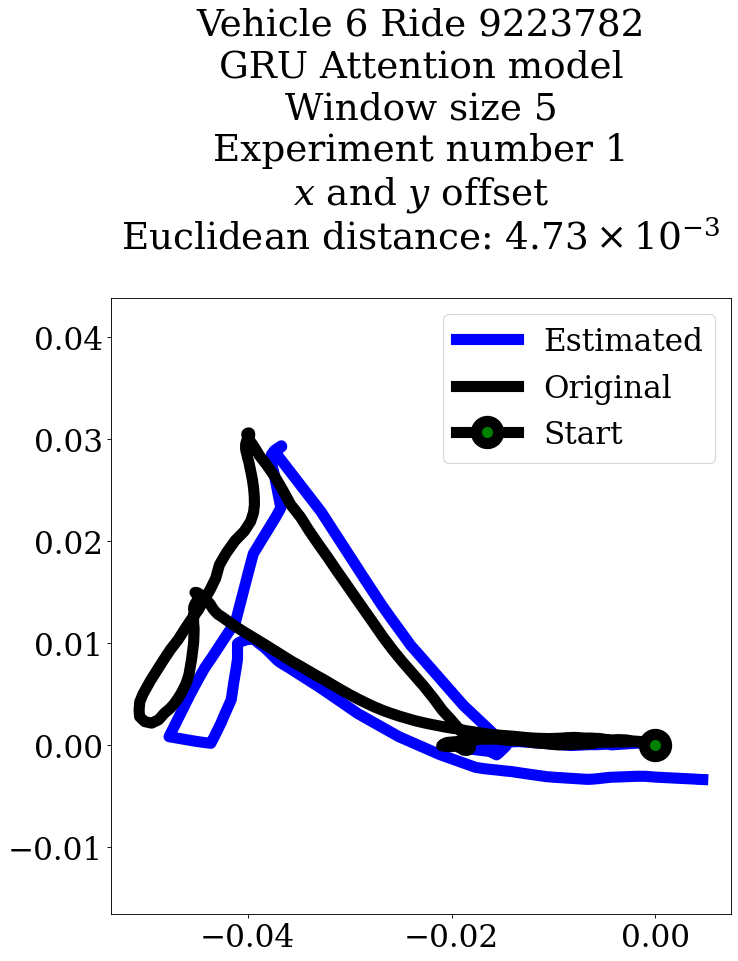 Vehicle 6 Ride 9223782
GRU Attention model
Window size 5
Experiment number 1
x and y offset
Euclidean distance: 4.73 × 10⁻³
Estimated
Original
Start
0.04
0.03
0.02
0.01
0.00
−0.01
−0.04
−0.02
0.00